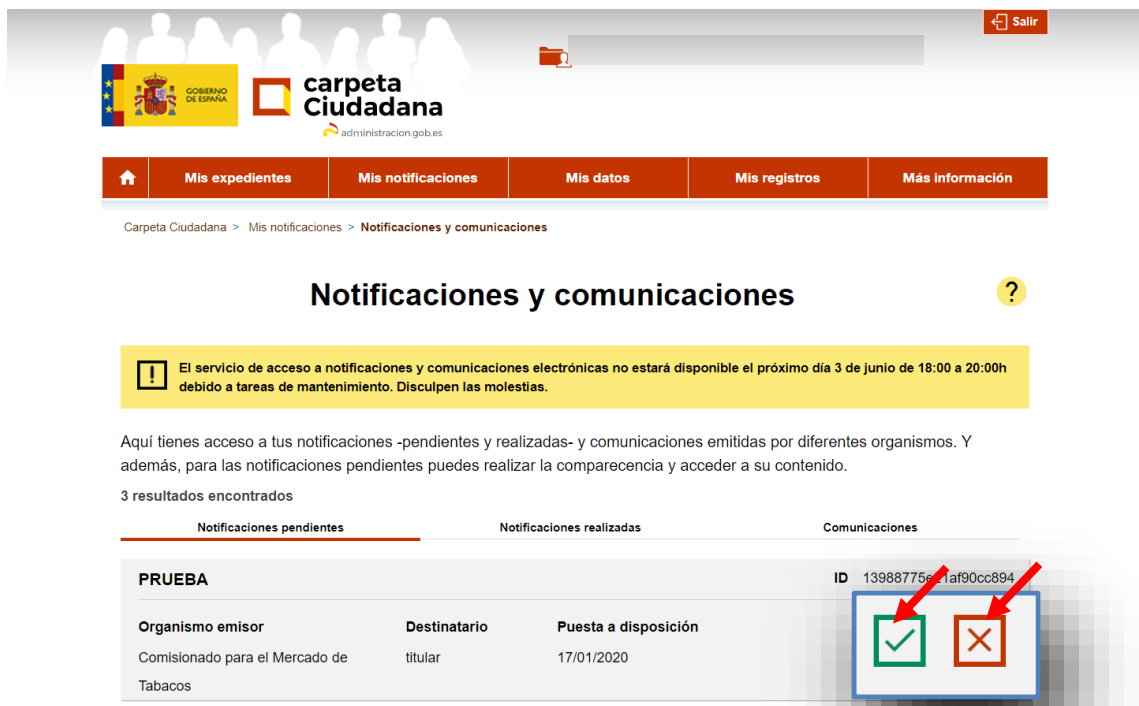 Salir
GOBIERNO
DE ESPAÑA
carpeta
Ciudadana
administracion.gob.es
Mis expedientes
Mis notificaciones
Mis datos
Mis registros
Más información
Carpeta Ciudadana > Mis notificaciones > Notificaciones y comunicaciones
Notificaciones y comunicaciones
?
El servicio de acceso a notificaciones y comunicaciones electrónicas no estará disponible el próximo día 3 de junio de 18:00 a 20:00h
debido a tareas de mantenimiento. Disculpen las molestias.
Aquí tienes acceso a tus notificaciones -pendientes y realizadas- y comunicaciones emitidas por diferentes organismos. Y
además, para las notificaciones pendientes puedes realizar la comparecencia y acceder a su contenido.
3 resultados encontrados
Notificaciones pendientes
Notificaciones realizadas
Comunicaciones
PRUEBA
ID
Organismo emisor
Destinatario
Puesta a disposición
Comisionado para el Mercado de
titular
17/01/2020
Tabacos